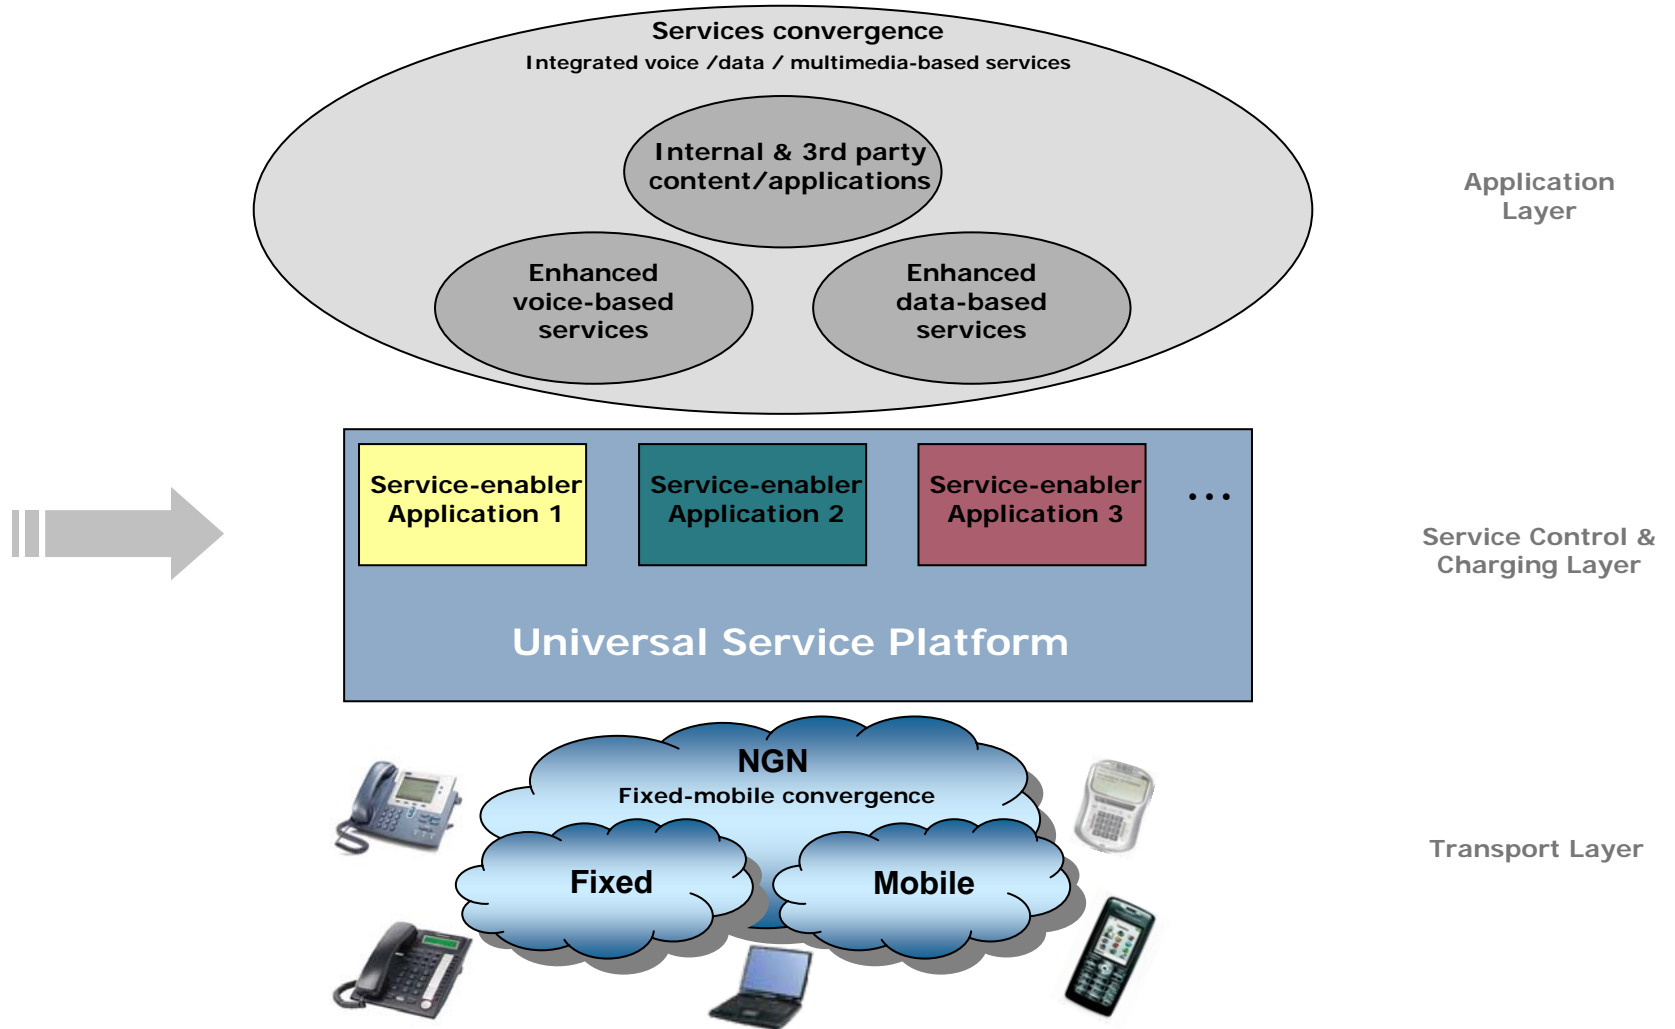 Services convergence
Integrated voice /data / multimedia-based services
Internal & 3rd party
content/applications
Enhanced
voice-based
services
Enhanced
data-based
services
Application
Layer
Service-enabler
Application 1
Service-enabler
Application 2
Service-enabler
Application 3
...
Universal Service Platform
Service Control &
Charging Layer
NGN
Fixed-mobile convergence
Fixed
Mobile
Transport Layer